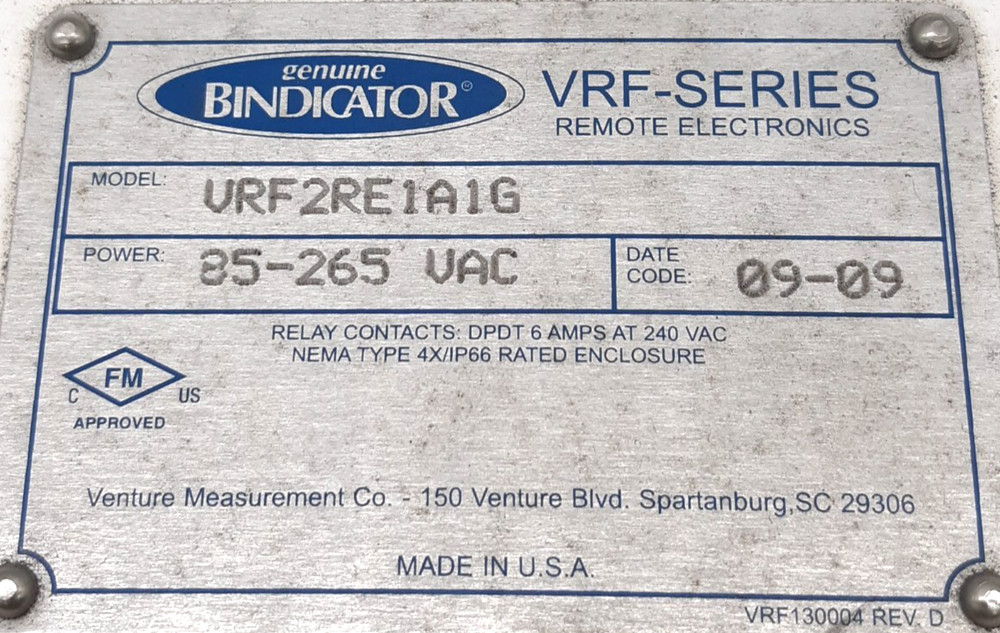 genuine
BINDICATOR®
VRF-SERIES
REMOTE ELECTRONICS
MODEL: VRF2RE1A1G
POWER: 85-265 VAC
DATE CODE: 09-09
RELAY CONTACTS: DPDT 6 AMPS AT 240 VAC
NEMA TYPE 4X/IP66 RATED ENCLOSURE
C FM US
APPROVED
Venture Measurement Co. - 150 Venture Blvd. Spartanburg,SC 29306
MADE IN U.S.A.
VRF130004 REV. D